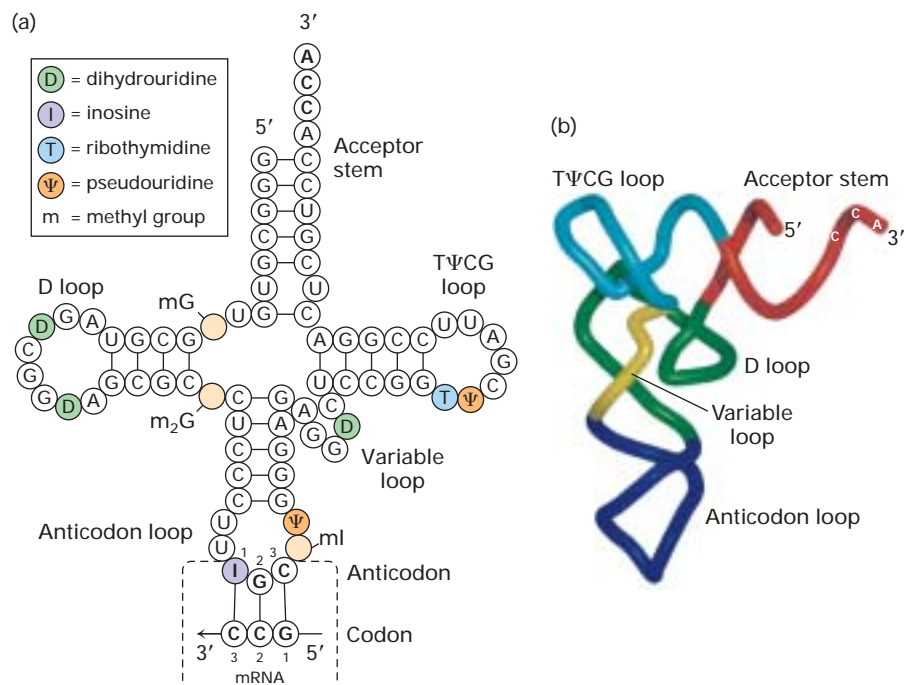 (a)
3′
A
C
C
D = dihydrouridine
I = inosine
T = ribothymidine
Ψ = pseudouridine
m = methyl group
5′
A
Acceptor
stem
G C
G C
G U
C G
G C
U U
U G C
mG
D loop
D G A U G C G
C
G
G D A G C G C
m₂G
TΨCG
loop
A G G C C U U A
G
C
U C C G G T Ψ
C G
U A
C G
C G
C G
A G G D C
Variable
loop
U Ψ
U
mI
Anticodon loop
1 2 3
I G C
Anticodon
C C G
Codon
3′ 3 2 1 5′
mRNA
(b)
TΨCG loop
Acceptor stem
5′
C C A
3′
D loop
Variable
loop
Anticodon loop